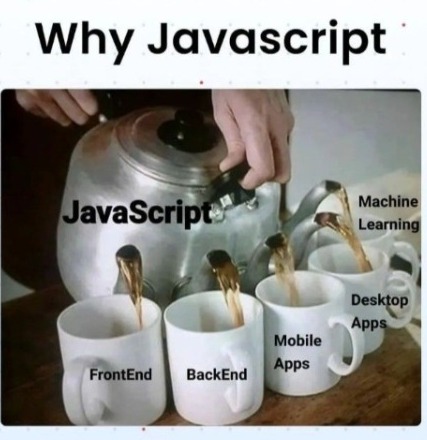 Why Javascript
JavaScript
Machine
Learning
Desktop
Apps
Mobile
Apps
FrontEnd
BackEnd